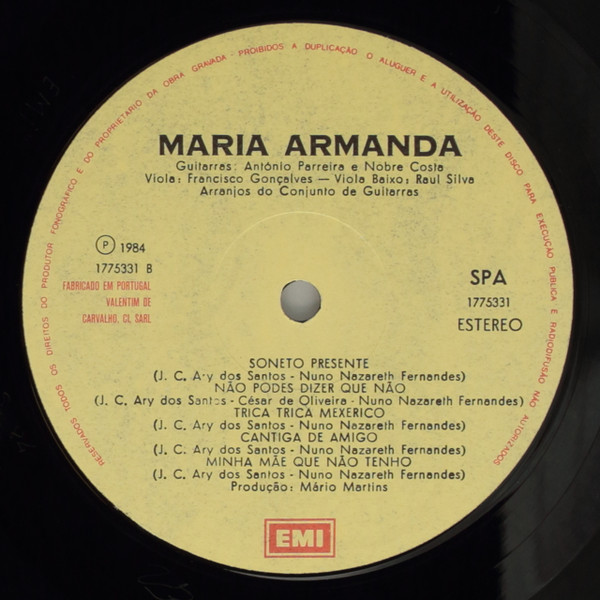 RESERVADOS TODOS OS DIREITOS DO PRODUTOR FONOGRÁFICO E DO PROPRIETÁRIO DA OBRA GRAVADA - PROIBIDOS A DUPLICAÇÃO O ALUGUER E A UTILIZAÇÃO DESTE DISCO PARA EXECUÇÃO PUBLICA E RADIODIFUSÃO NÃO AUTORIZADOS
MARIA ARMANDA
Guitarras: António Parreira e Nobre Costa
Viola: Francisco Gonçalves — Viola Baixo: Raul Silva
Arranjos do Conjunto de Guitarras
Ⓟ 1984
1775331 B
FABRICADO EM PORTUGAL
VALENTIM DE
CARVALHO, CI, SARL
SPA
1775331
ESTEREO
SONETO PRESENTE
(J. C. Ary dos Santos - Nuno Nazareth Fernandes)
NÃO PODES DIZER QUE NÃO
(J. C. Ary dos Santos - César de Oliveira - Nuno Nazareth Fernandes)
TRICA TRICA MEXERICO
(J. C. Ary dos Santos - Nuno Nazareth Fernandes)
CANTIGA DE AMIGO
(J. C. Ary dos Santos - Nuno Nazareth Fernandes)
MINHA MÃE QUE NÃO TENHO
(J. C. Ary dos Santos - Nuno Nazareth Fernandes)
Produção: Mário Martins
EMI